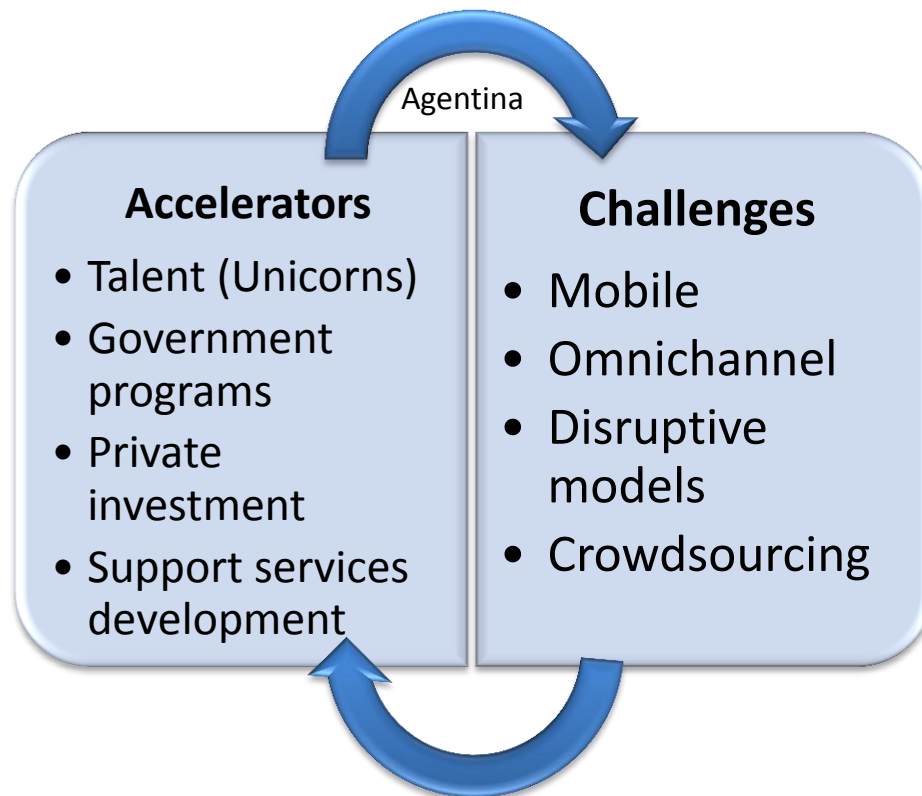 Agentina
Accelerators
• Talent (Unicorns)
• Government
programs
• Private
investment
• Support services
development
Challenges
• Mobile
• Omnichannel
• Disruptive
models
• Crowdsourcing